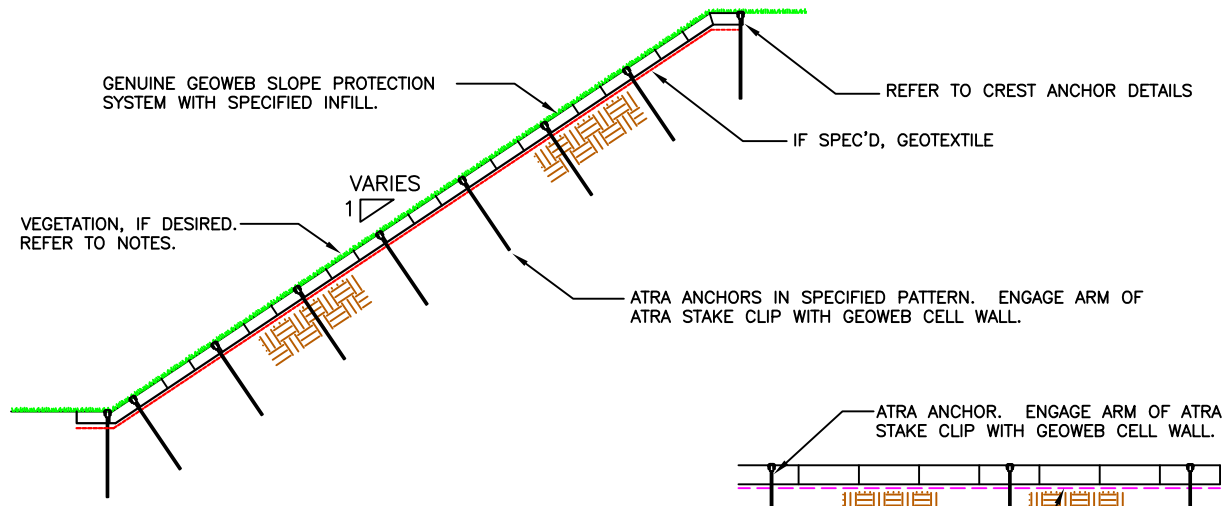 GENUINE GEOWEB SLOPE PROTECTION
SYSTEM WITH SPECIFIED INFILL.
REFER TO CREST ANCHOR DETAILS
IF SPEC'D, GEOTEXTILE
VARIES
1
VEGETATION, IF DESIRED.
REFER TO NOTES.
ATRA ANCHORS IN SPECIFIED PATTERN. ENGAGE ARM OF
ATRA STAKE CLIP WITH GEOWEB CELL WALL.
ATRA ANCHOR. ENGAGE ARM OF ATRA
STAKE CLIP WITH GEOWEB CELL WALL.